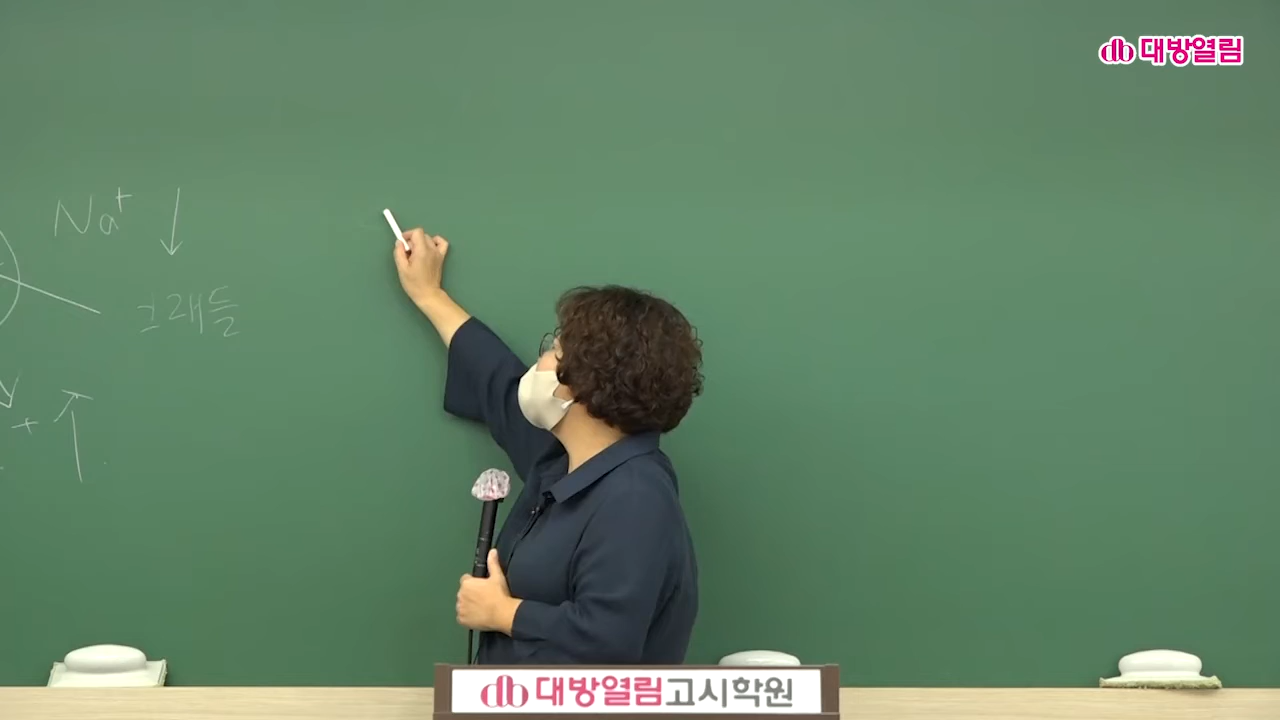 db 대방열림
Na⁺ ↓
그래들
+ ↑
db 대방열림고시학원